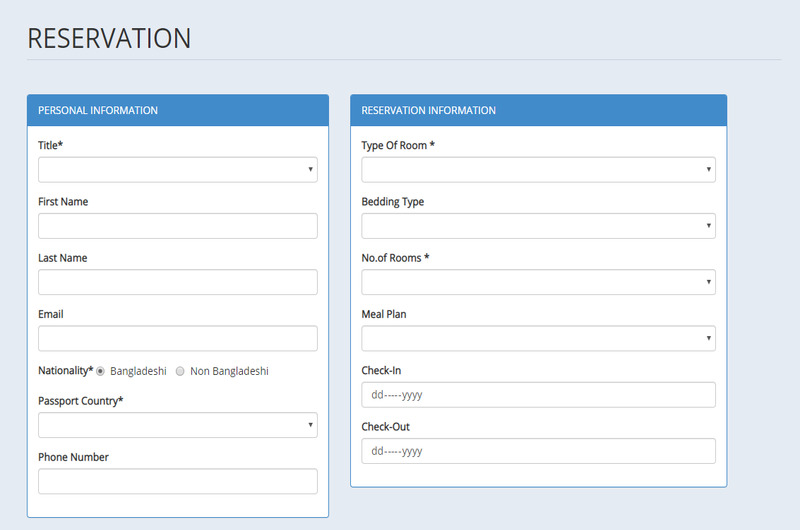 RESERVATION
PERSONAL INFORMATION
Title*
First Name
Last Name
Email
Nationality* Bangladeshi Non Bangladeshi
Passport Country*
Phone Number
RESERVATION INFORMATION
Type Of Room *
Bedding Type
No.of Rooms *
Meal Plan
Check-In
dd-----yyyy
Check-Out
dd-----yyyy